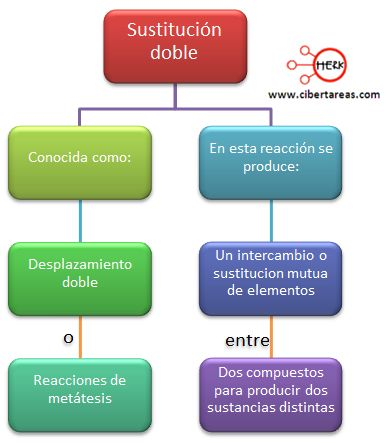 Sustitución
doble
HERK
www.cibertareas.com
Conocida como:
En esta reacción se
produce:
Desplazamiento
doble
Un intercambio o
sustitucion mutua
de elementos
o
entre
Reacciones de
metátesis
Dos compuestos
para producir dos
sustancias distintas